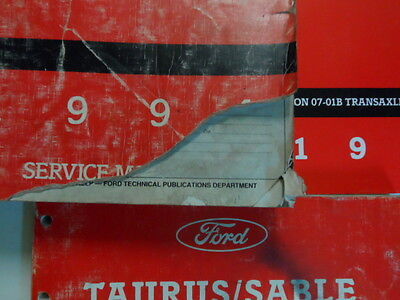 9 9
ON 07-01B TRANSAXLE
1 9
SERVICE
FORD TECHNICAL PUBLICATIONS DEPARTMENT
Ford
TAURUS/SABLE